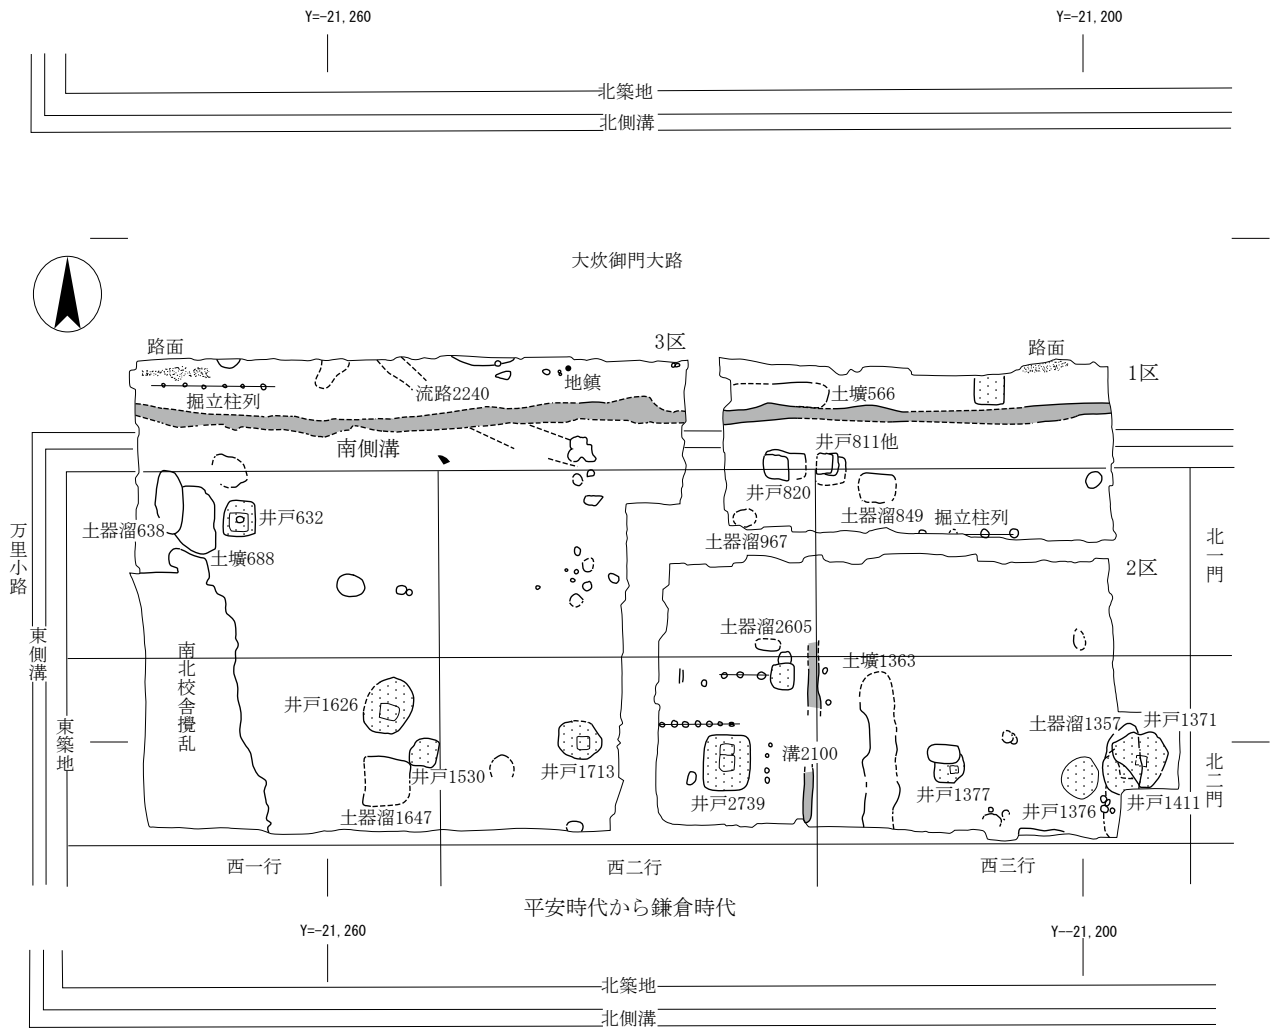 Y=-21,260
Y=-21,200
北築地
北側溝
大炊御門大路
3区
路面
路面
1区
地鎮
流路2240
掘立柱列
土壙566
南側溝
井戸811他
井戸820
土器溜849
掘立柱列
井戸632
土器溜638
土器溜967
土壙688
2区
万里小路
東側溝
東築地
北一門
北二門
南北校舎攪乱
土器溜2605
土壙1363
井戸1626
土器溜1357
井戸1371
溝2100
井戸1530
井戸1713
井戸2739
井戸1377
井戸1376
井戸1411
土器溜1647
西一行
西二行
西三行
平安時代から鎌倉時代
Y=-21,260
Y--21,200
北築地
北側溝